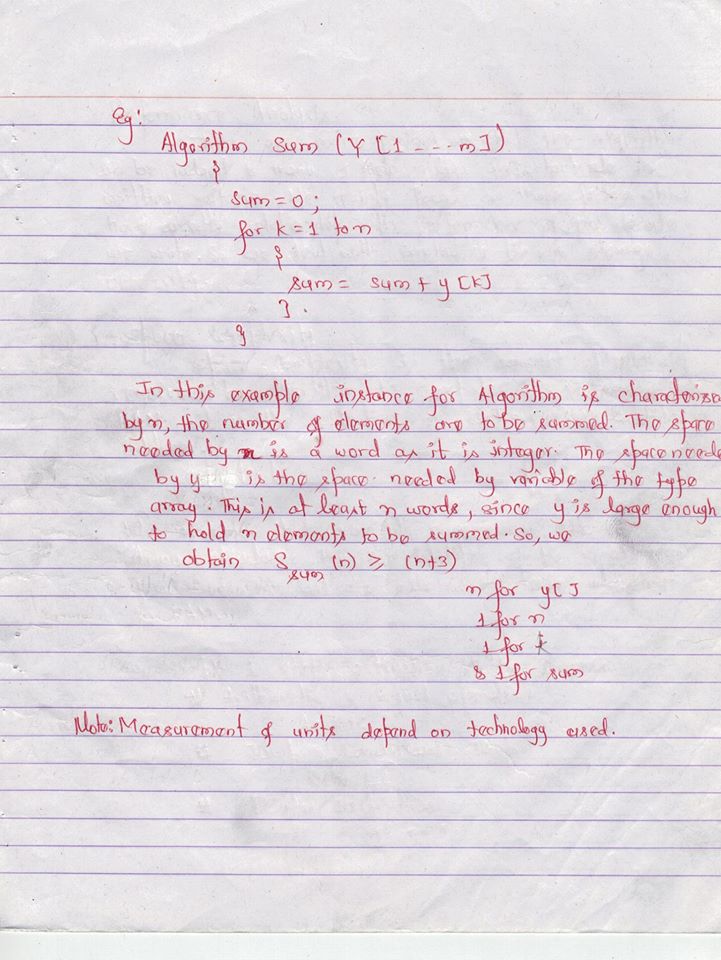 Eg:
Algorithm sum (Y [1 --- n])
{
sum = 0 ;
for k = 1 to n
{
sum = sum + y [k]
} .
}
In this example instance for Algorithm is characteris
by n, the number of elements are to be summed. The space
needed by n is a word as it is integer. The space neede
by y is the space needed by variable of the type
array. This is at least n words, since y is large enough
to hold n elements to be summed. So, we
obtain S sum (n) ≥ (n+3)
n for y[]
1 for n
1 for k
& 1 for sum
Note: Measurement of units depend on technology used.